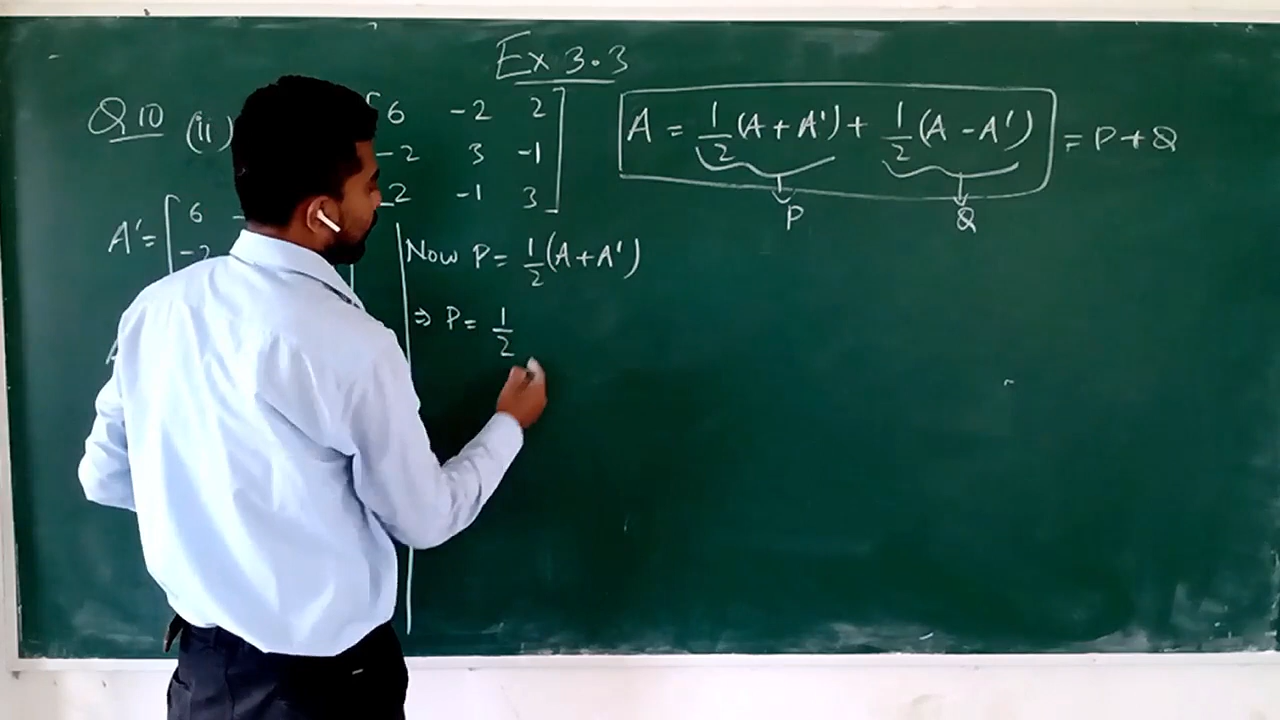 Ex 3.3
Q 10 (ii) [6 -2 2
-2 3 -1
2 -1 3]
A = 1/2 (A + A') + 1/2 (A - A') = P + Q
P Q
A' = [6
-2
Now P = 1/2 (A + A')
⇒ P = 1/2